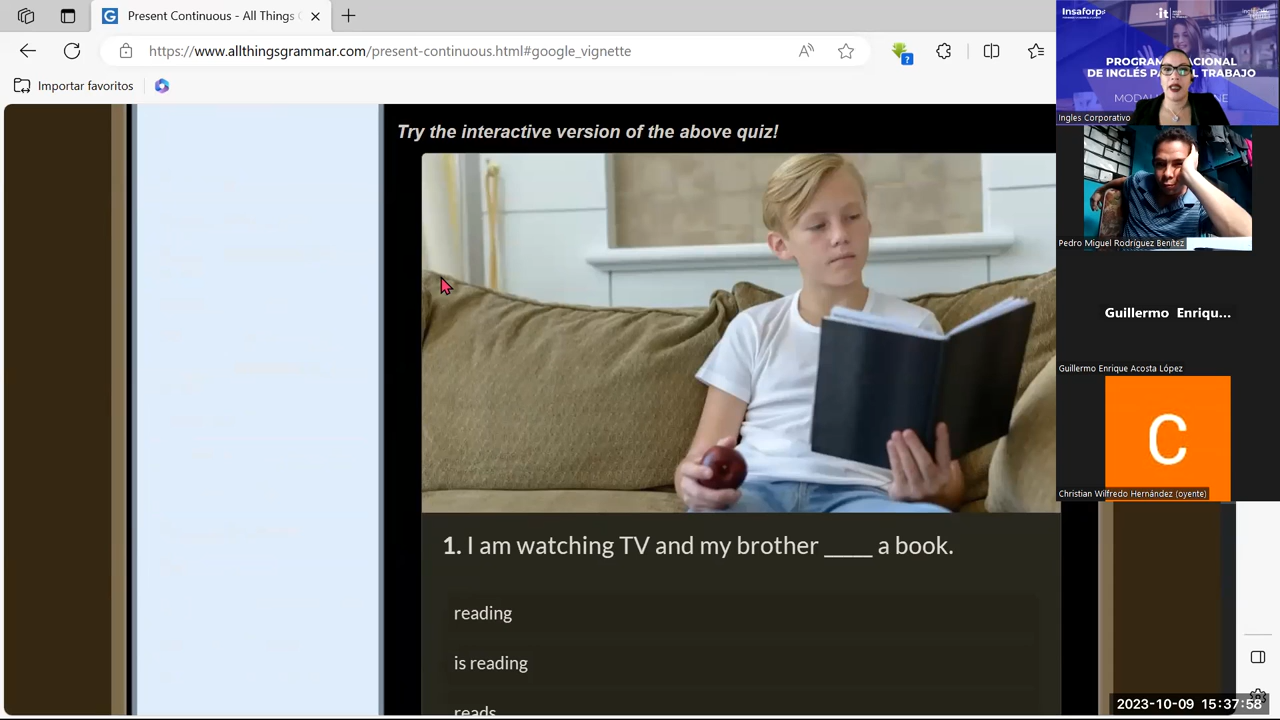 Present Continuous - All Things G
https://www.allthingsgrammar.com/present-continuous.html#google_vignette
Importar favoritos
Try the interactive version of the above quiz!
1. I am watching TV and my brother _____ a book.
reading
is reading
reads
Insaforp
it
PROGRAMA NACIONAL
DE INGLÉS PARA EL TRABAJO
Ingles Corporativo
Pedro Miguel Rodríguez Benítez
Guillermo Enriqu...
Guillermo Enrique Acosta López
C
Christian Wilfredo Hernández (oyente)
2023-10-09 15:37:58